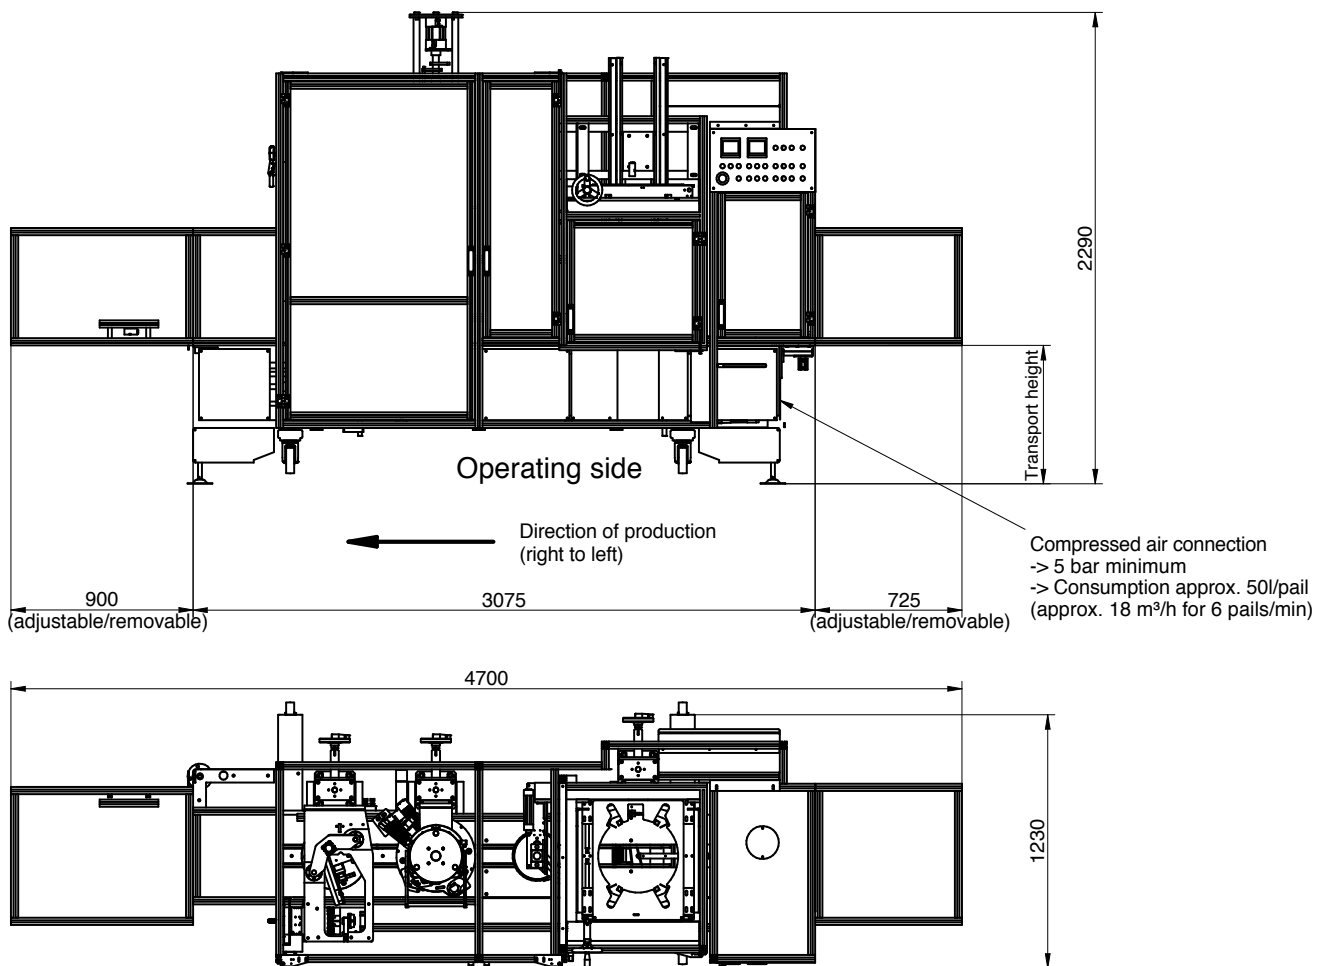 2290
Transport height
Operating side
Direction of production
(right to left)
Compressed air connection
-> 5 bar minimum
-> Consumption approx. 50l/pail
(approx. 18 m³/h for 6 pails/min)
900
(adjustable/removable)
3075
725
(adjustable/removable)
4700
1230